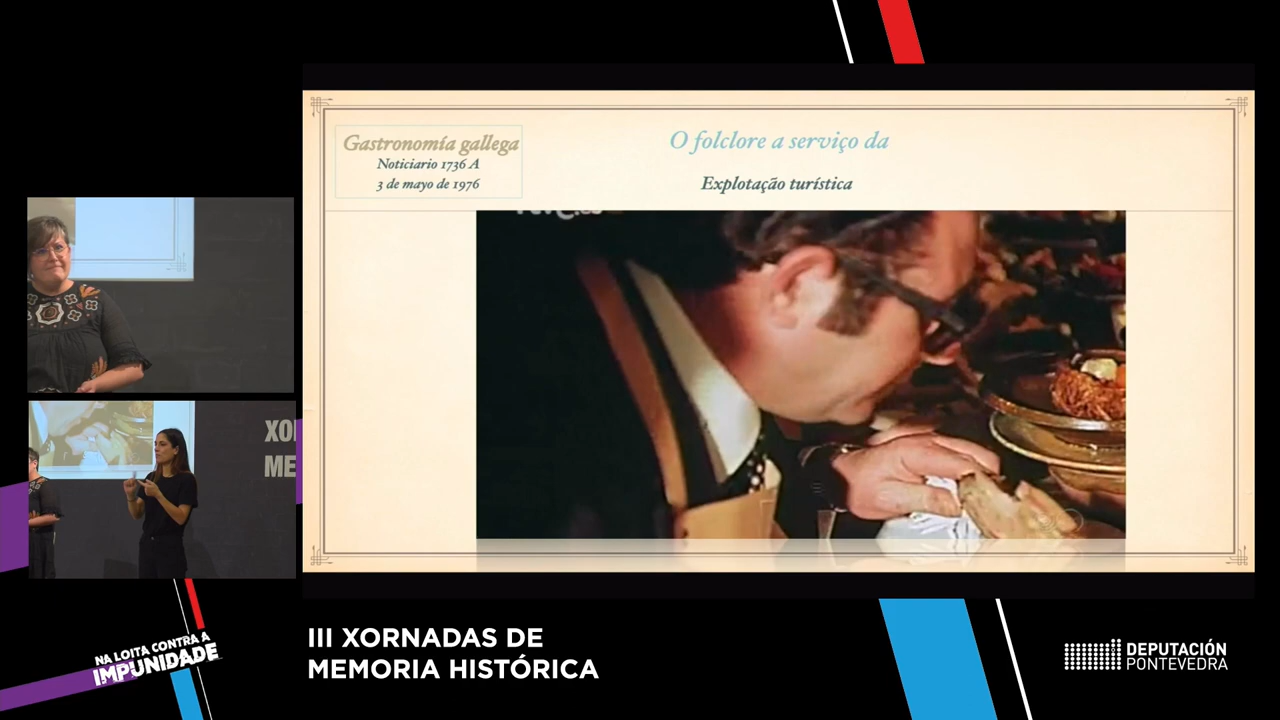 Gastronomía gallega
Noticiario 1736 A
3 de mayo de 1976
O folclore a serviço da
Explotação turística
XOR
ME
NA LOITA CONTRA A
IMPUNIDADE
III XORNADAS DE
MEMORIA HISTÓRICA
DEPUTACIÓN
PONTEVEDRA